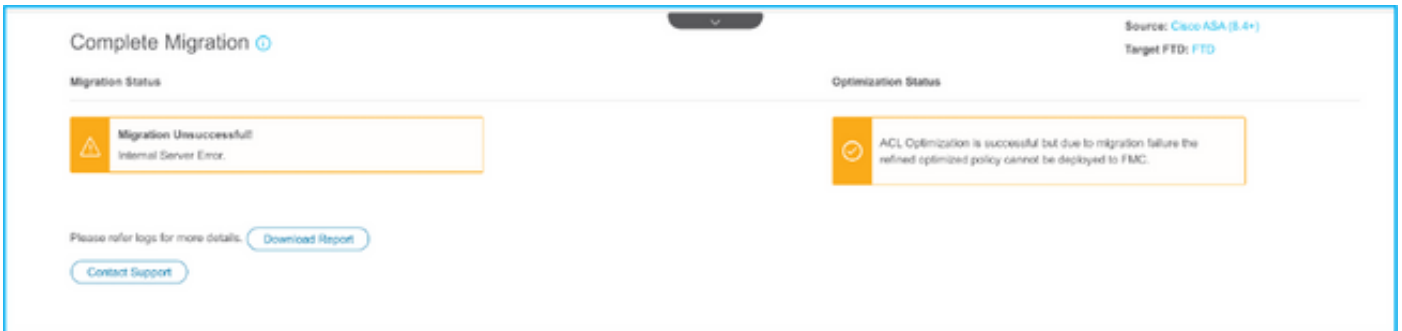 Complete Migration
Source: Cisco ASA (8.4+)
Target FTD: FTD
Migration Status
Optimization Status
Migration Unsuccessful!
Internal Server Error.
ACL Optimization is successful but due to migration failure the
refined optimized policy cannot be deployed to FMC.
Please refer logs for more details. Download Report
Contact Support